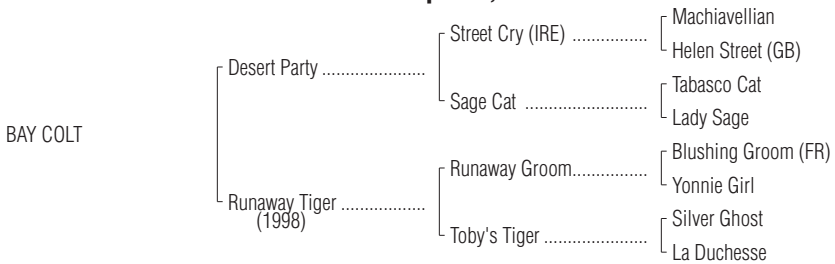 Machiavellian
Street Cry (IRE) ................
Helen Street (GB)
Desert Party ......................
Tabasco Cat
Sage Cat ..........................
Lady Sage
BAY COLT
Blushing Groom (FR)
Runaway Groom................
Yonnie Girl
Runaway Tiger ..................
(1998)
Silver Ghost
Toby's Tiger ......................
La Duchesse